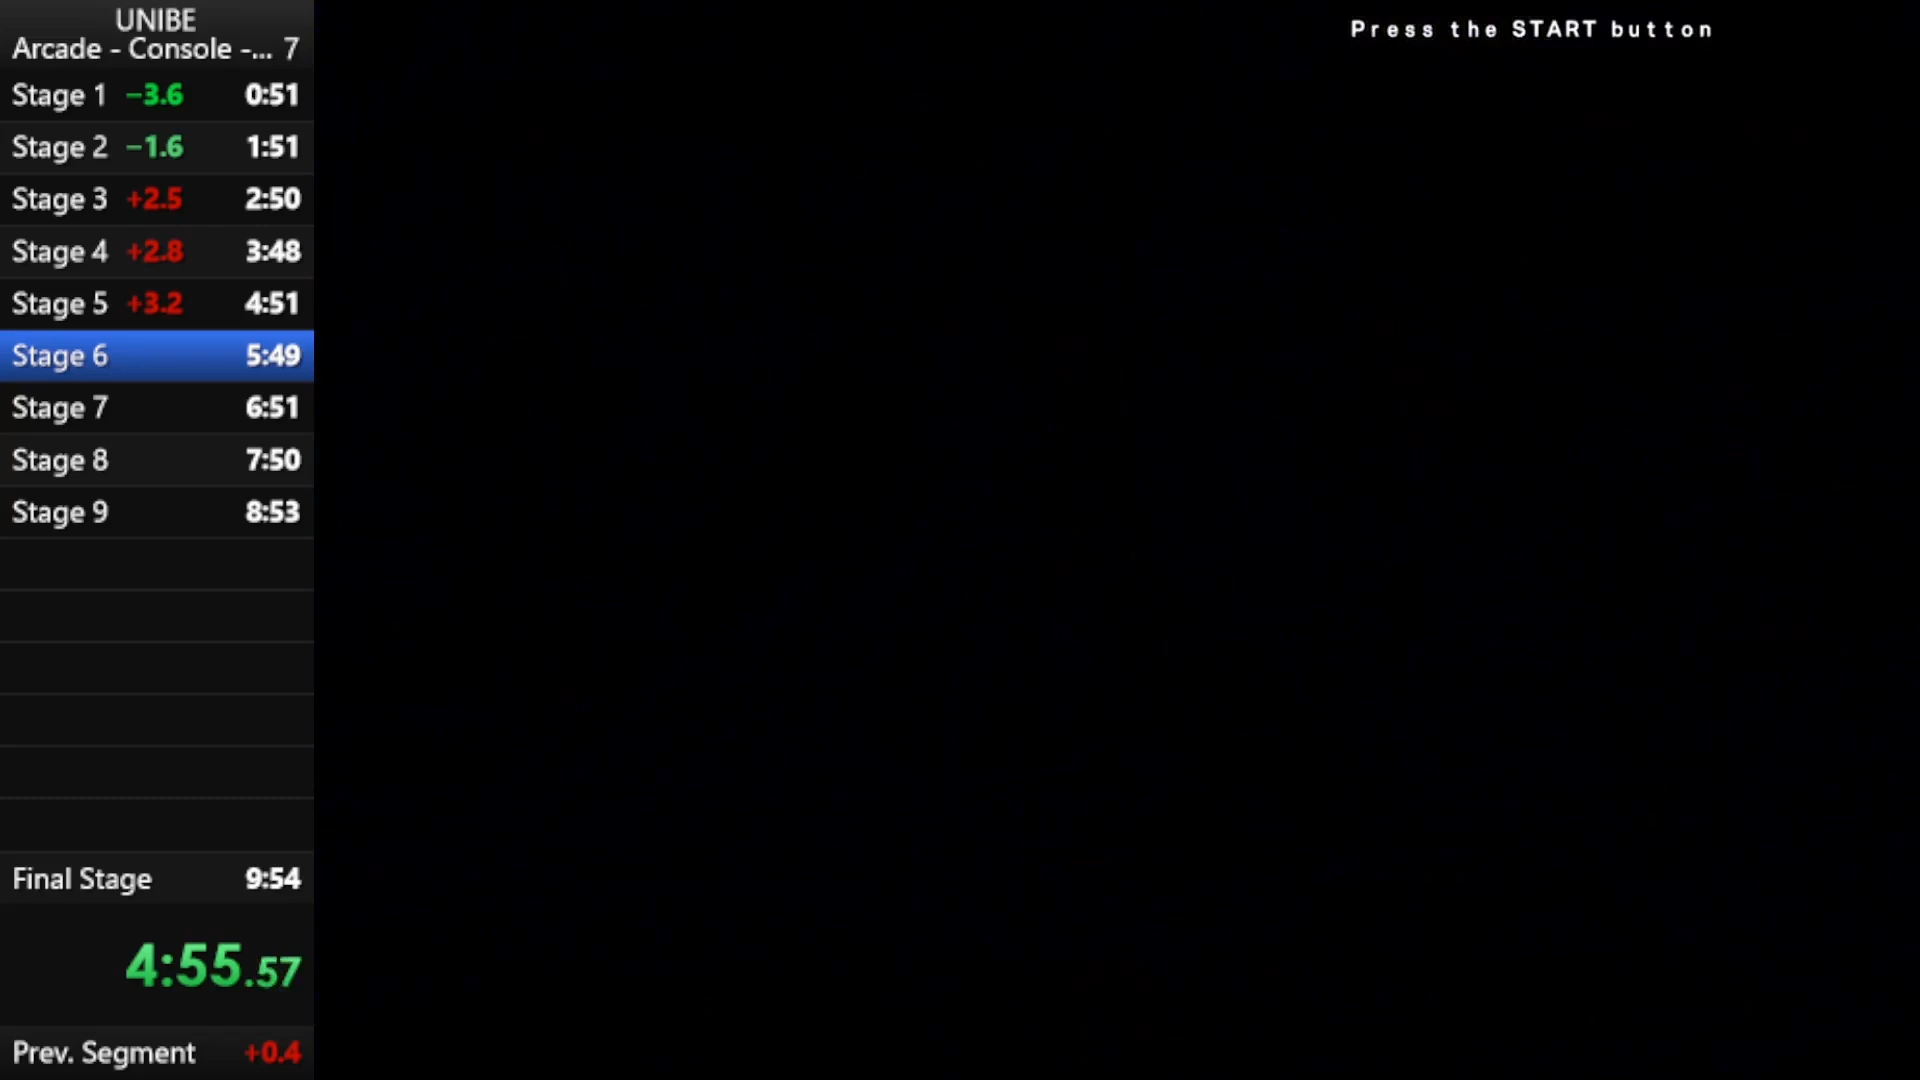 UNIBE
Arcade - Console -... 7
Press the START button
Stage 1 −3.6 0:51
Stage 2 −1.6 1:51
Stage 3 +2.5 2:50
Stage 4 +2.8 3:48
Stage 5 +3.2 4:51
Stage 6 5:49
Stage 7 6:51
Stage 8 7:50
Stage 9 8:53
Final Stage 9:54
4:55.57
Prev. Segment +0.4